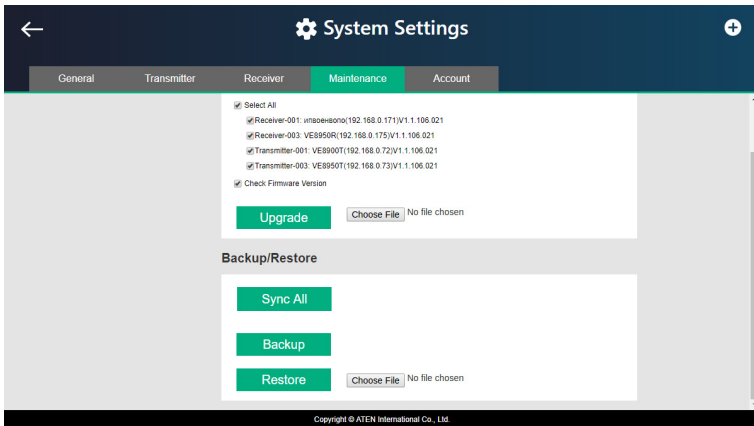 System Settings
General Transmitter Receiver Maintenance Account
Select All
Receiver-001: ипвоенвопо(192.168.0.171)V1.1.106.021
Receiver-003: VE8950R(192.168.0.175)V1.1.106.021
Transmitter-001: VE8900T(192.168.0.72)V1.1.106.021
Transmitter-003: VE8950T(192.168.0.73)V1.1.106.021
Check Firmware Version
Upgrade Choose File No file chosen
Backup/Restore
Sync All
Backup
Restore Choose File No file chosen
Copyright © ATEN International Co., Ltd.